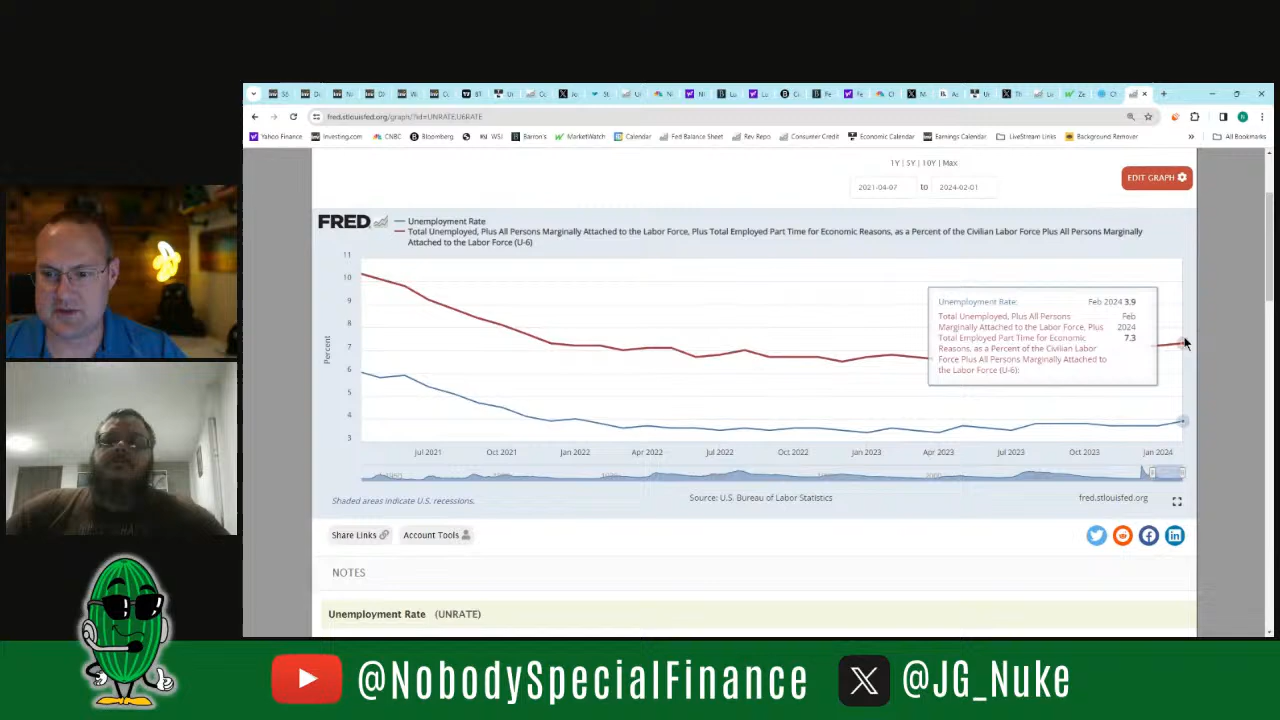 fred.stlouisfed.org/graph/?id=UNRATE,U6RATE
Yahoo Finance
Investing.com
CNBC
Bloomberg
WSJ
Barron's
MarketWatch
Calendar
Fed Balance Sheet
Rev Repo
Consumer Credit
Economic Calendar
Earnings Calendar
LiveStream Links
Background Remover
All Bookmarks
1Y | 5Y | 10Y | Max
2021-04-07 to 2024-02-01
EDIT GRAPH
FRED
Unemployment Rate
Total Unemployed, Plus All Persons Marginally Attached to the Labor Force, Plus Total Employed Part Time for Economic Reasons, as a Percent of the Civilian Labor Force Plus All Persons Marginally
Attached to the Labor Force (U-6)
11
10
9
8
7
6
5
4
3
Percent
Unemployment Rate: Feb 2024 3.9
Total Unemployed, Plus All Persons Feb
Marginally Attached to the Labor Force, Plus 2024
Total Employed Part Time for Economic 7.3
Reasons, as a Percent of the Civilian Labor
Force Plus All Persons Marginally Attached to
the Labor Force (U-6):
Jul 2021 Oct 2021 Jan 2022 Apr 2022 Jul 2022 Oct 2022 Jan 2023 Apr 2023 Jul 2023 Oct 2023 Jan 2024
Shaded areas indicate U.S. recessions.
Source: U.S. Bureau of Labor Statistics
fred.stlouisfed.org
Share Links
Account Tools
NOTES
Unemployment Rate (UNRATE)
@NobodySpecialFinance
@JG_Nuke